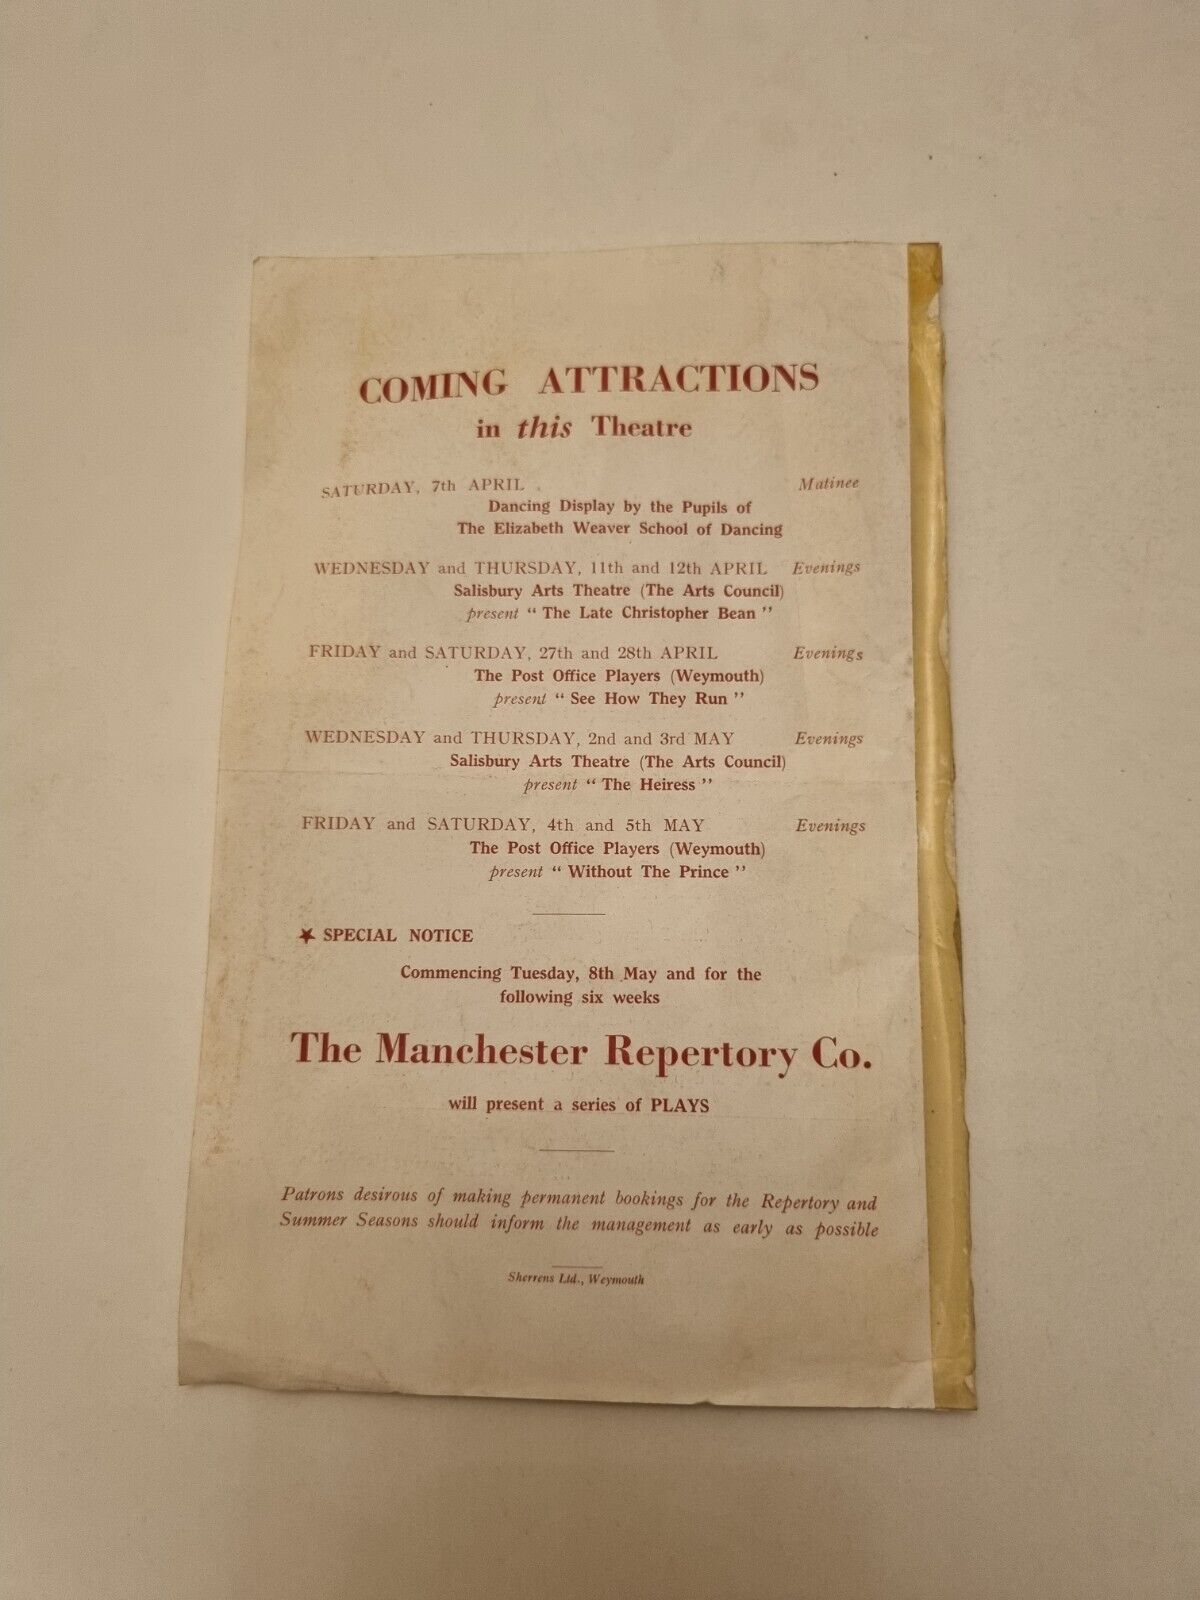 COMING ATTRACTIONS
in this Theatre
SATURDAY, 7th APRIL Matinee
Dancing Display by the Pupils of
The Elizabeth Weaver School of Dancing
WEDNESDAY and THURSDAY, 11th and 12th APRIL Evenings
Salisbury Arts Theatre (The Arts Council)
present " The Late Christopher Bean "
FRIDAY and SATURDAY, 27th and 28th APRIL Evenings
The Post Office Players (Weymouth)
present " See How They Run "
WEDNESDAY and THURSDAY, 2nd and 3rd MAY Evenings
Salisbury Arts Theatre (The Arts Council)
present " The Heiress "
FRIDAY and SATURDAY, 4th and 5th MAY Evenings
The Post Office Players (Weymouth)
present " Without The Prince "
★ SPECIAL NOTICE
Commencing Tuesday, 8th May and for the
following six weeks
The Manchester Repertory Co.
will present a series of PLAYS
Patrons desirous of making permanent bookings for the Repertory and
Summer Seasons should inform the management as early as possible
Sherrens Ltd., Weymouth